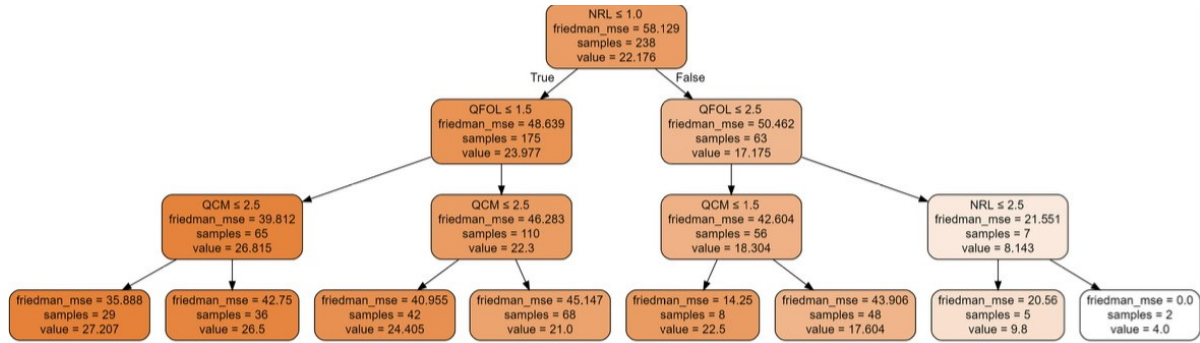 NRL ≤ 1.0
friedman_mse = 58.129
samples = 238
value = 22.176
True
False
QFOL ≤ 1.5
friedman_mse = 48.639
samples = 175
value = 23.977
QFOL ≤ 2.5
friedman_mse = 50.462
samples = 63
value = 17.175
QCM ≤ 2.5
friedman_mse = 39.812
samples = 65
value = 26.815
QCM ≤ 2.5
friedman_mse = 46.283
samples = 110
value = 22.3
QCM ≤ 1.5
friedman_mse = 42.604
samples = 56
value = 18.304
NRL ≤ 2.5
friedman_mse = 21.551
samples = 7
value = 8.143
friedman_mse = 35.888
samples = 29
value = 27.207
friedman_mse = 42.75
samples = 36
value = 26.5
friedman_mse = 40.955
samples = 42
value = 24.405
friedman_mse = 45.147
samples = 68
value = 21.0
friedman_mse = 14.25
samples = 8
value = 22.5
friedman_mse = 43.906
samples = 48
value = 17.604
friedman_mse = 20.56
samples = 5
value = 9.8
friedman_mse = 0.0
samples = 2
value = 4.0